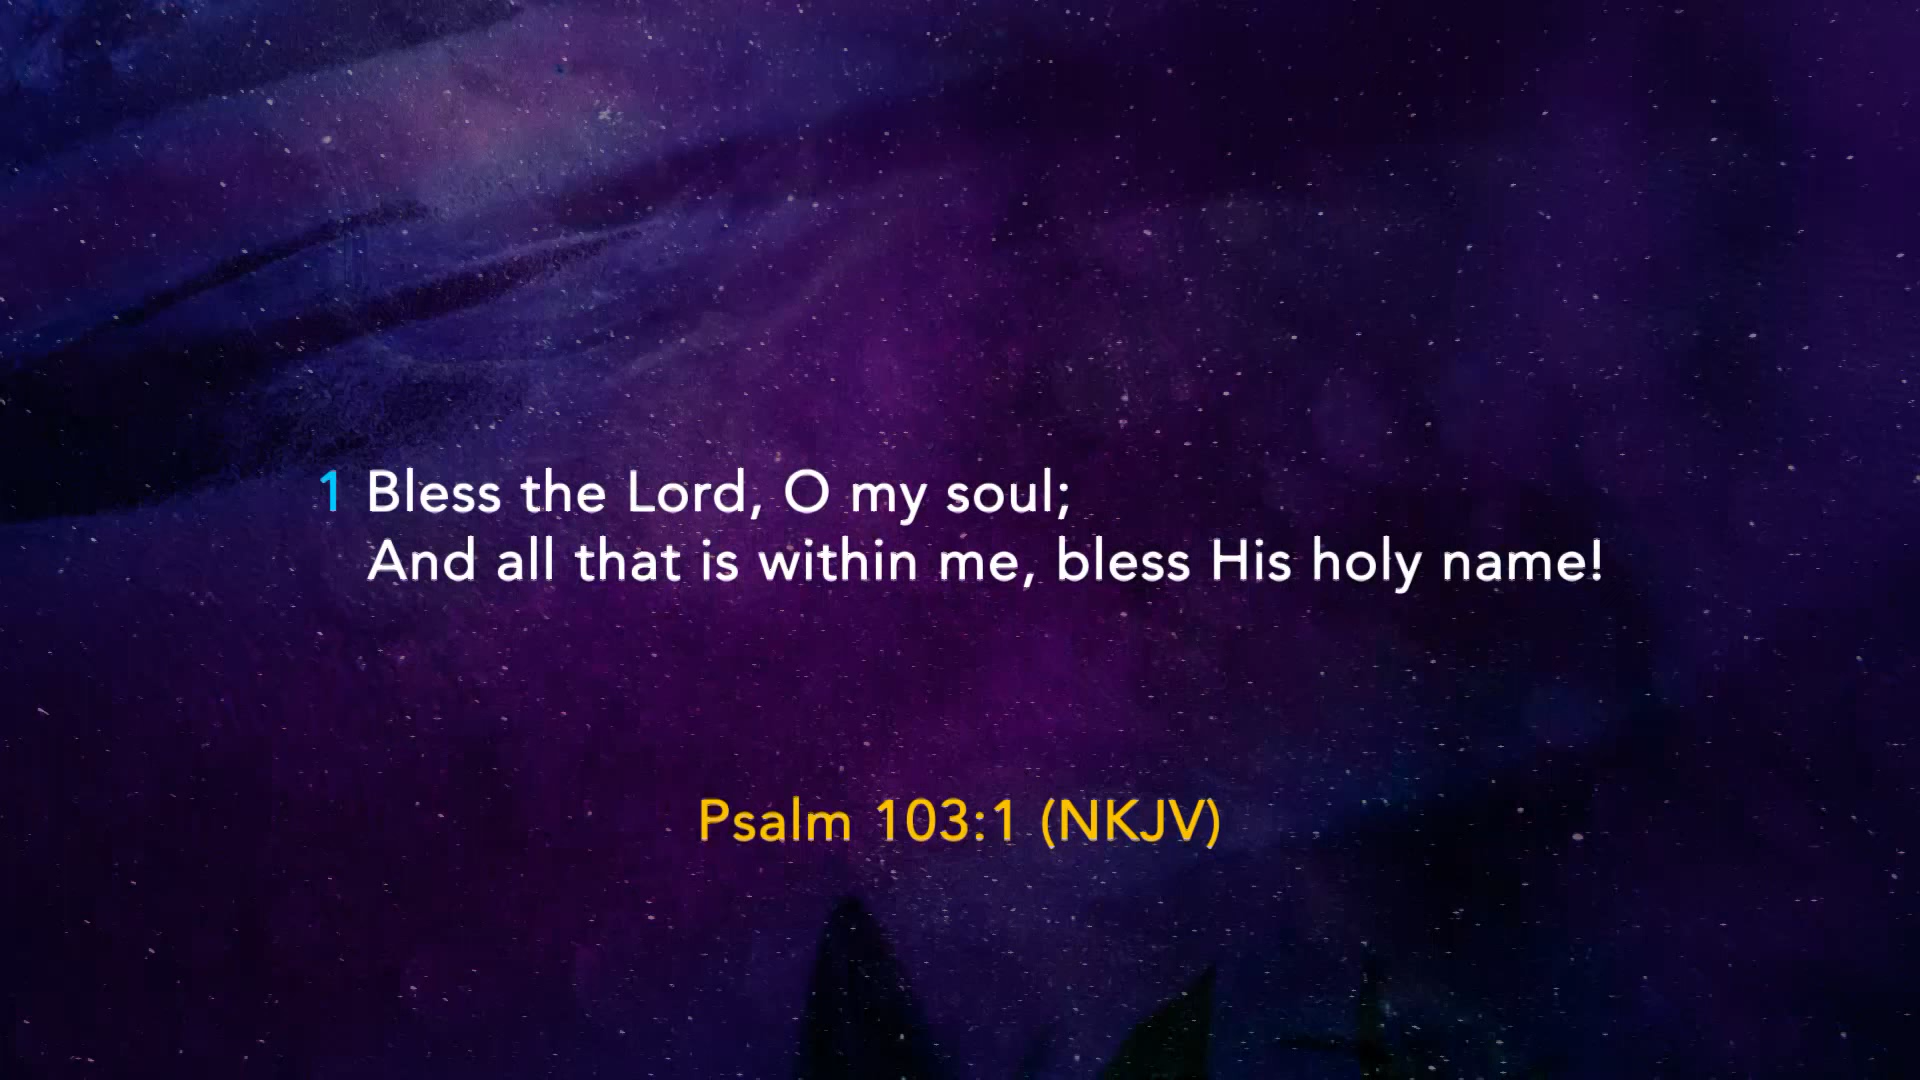 1 Bless the Lord, O my soul;
And all that is within me, bless His holy name!
Psalm 103:1 (NKJV)